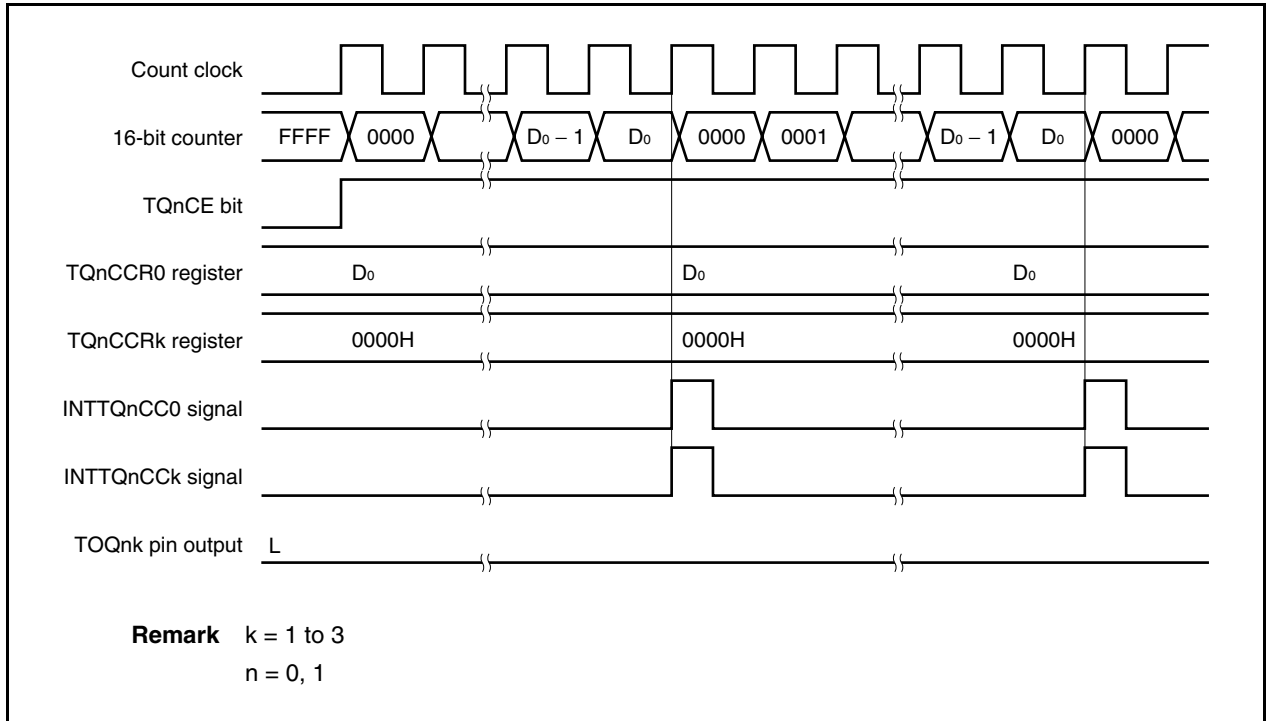 Count clock
16-bit counter FFFF 0000 D₀ − 1 D₀ 0000 0001 D₀ − 1 D₀ 0000
TQnCE bit
TQnCCR0 register D₀ D₀ D₀
TQnCCRk register 0000H 0000H 0000H
INTTQnCC0 signal
INTTQnCCk signal
TOQnk pin output L
Remark k = 1 to 3
n = 0, 1